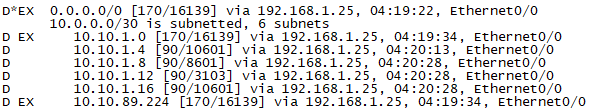 D*EX 0.0.0.0/0 [170/16139] via 192.168.1.25, 04:19:22, Ethernet0/0
10.0.0.0/30 is subnetted, 6 subnets
D EX 10.10.1.0 [170/16139] via 192.168.1.25, 04:19:34, Ethernet0/0
D 10.10.1.4 [90/10601] via 192.168.1.25, 04:20:13, Ethernet0/0
D 10.10.1.8 [90/8601] via 192.168.1.25, 04:20:28, Ethernet0/0
D 10.10.1.12 [90/3103] via 192.168.1.25, 04:20:28, Ethernet0/0
D 10.10.1.16 [90/10601] via 192.168.1.25, 04:20:28, Ethernet0/0
D EX 10.10.89.224 [170/16139] via 192.168.1.25, 04:19:34, Ethernet0/0